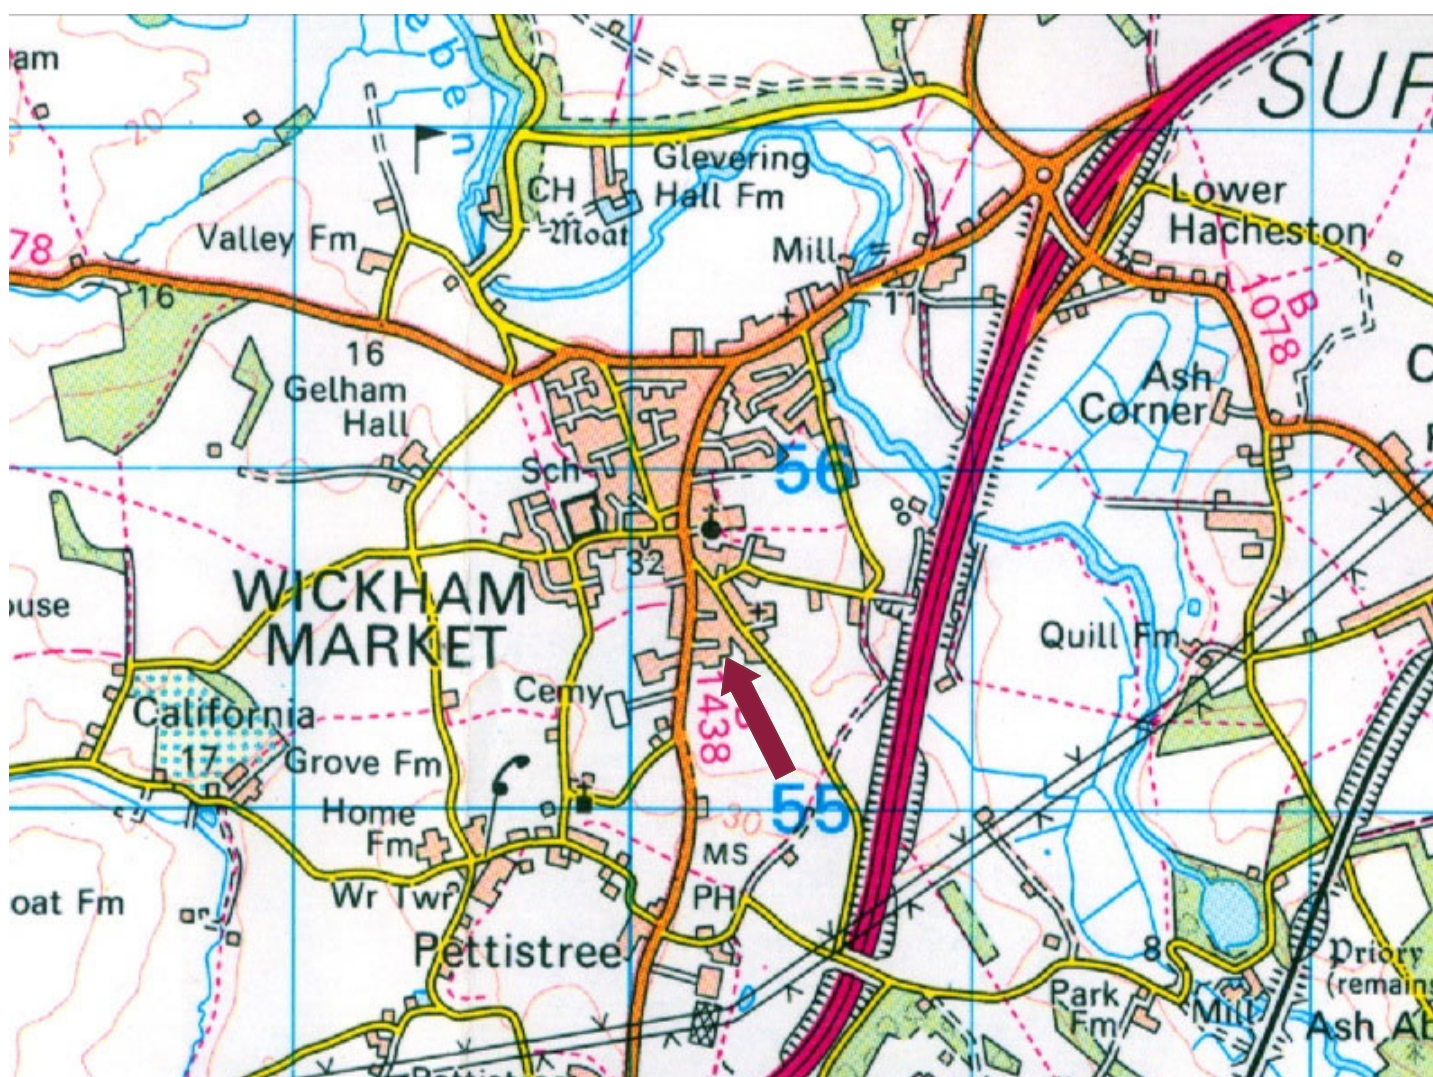 am
eben
SUF
Glevering
Hall Fm
CH
Moat
Lower
Hacheston
Valley Fm
Mill
78
16
20
16
B
1078
Gelham
Hall
Ash
Corner
Sch
56
32
WICKHAM
MARKET
ouse
Quill Fm
Cemy
California
17
B
1438
Grove Fm
Home
Fm
30
55
MS
PH
Wr Twr
oat Fm
Pettistree
8
Priory
(remains
Park
Fm
Mill
Ash Ab